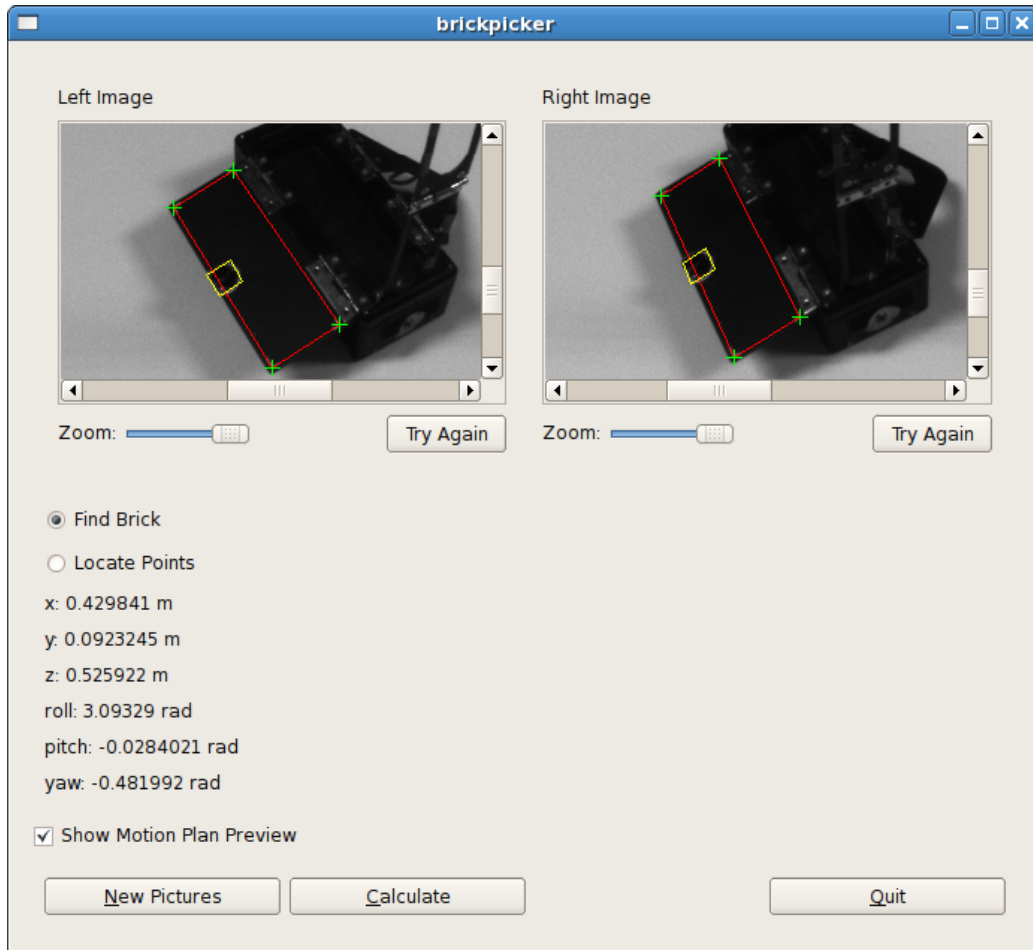 brickpicker
Left Image
Right Image
Zoom:
Try Again
Zoom:
Try Again
Find Brick
Locate Points
x: 0.429841 m
y: 0.0923245 m
z: 0.525922 m
roll: 3.09329 rad
pitch: -0.0284021 rad
yaw: -0.481992 rad
Show Motion Plan Preview
New Pictures
Calculate
Quit